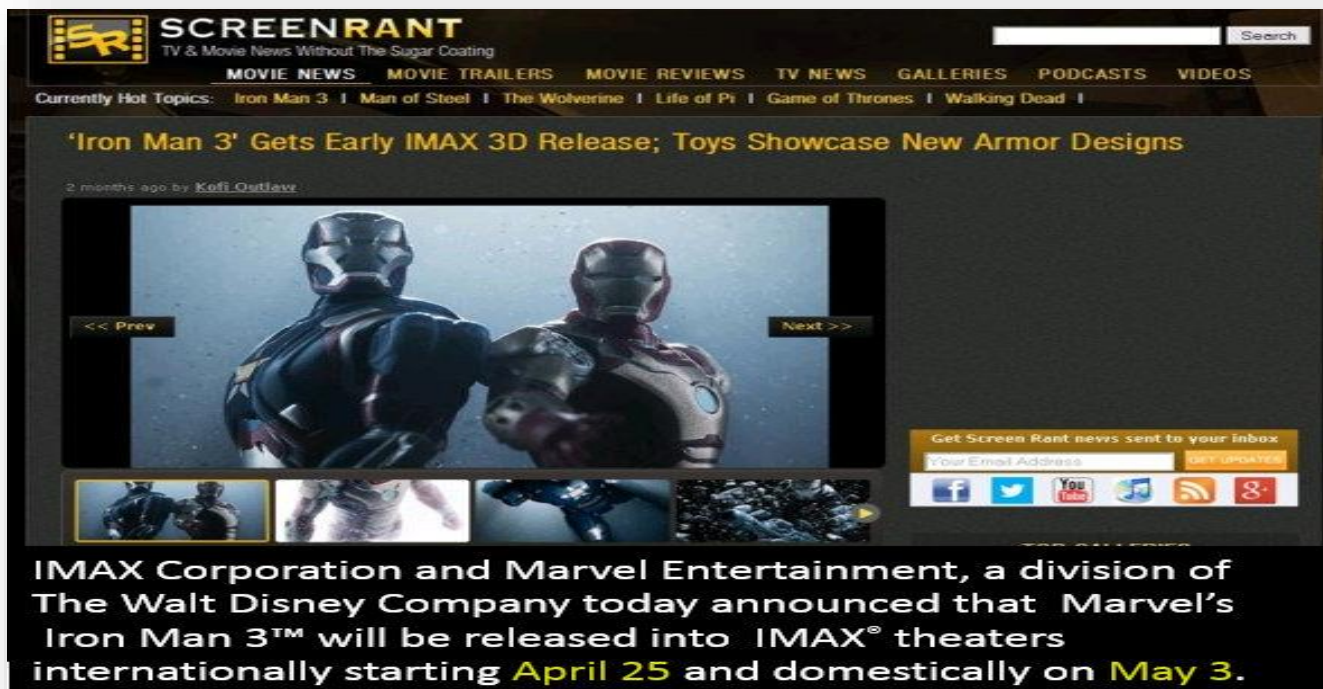 SR
SCREENRANT
TV & Movie News Without The Sugar Coating
Search
MOVIE NEWS MOVIE TRAILERS MOVIE REVIEWS TV NEWS GALLERIES PODCASTS VIDEOS
Currently Hot Topics: Iron Man 3 | Man of Steel | The Wolverine | Life of Pi | Game of Thrones | Walking Dead |
'Iron Man 3' Gets Early IMAX 3D Release; Toys Showcase New Armor Designs
2 months ago by Kofi Outlaw
<< Prev
Next >>
Get Screen Rant news sent to your inbox
Your Email Address
GET UPDATES
You Tube
IMAX Corporation and Marvel Entertainment, a division of
The Walt Disney Company today announced that Marvel's
Iron Man 3™ will be released into IMAX® theaters
internationally starting April 25 and domestically on May 3.